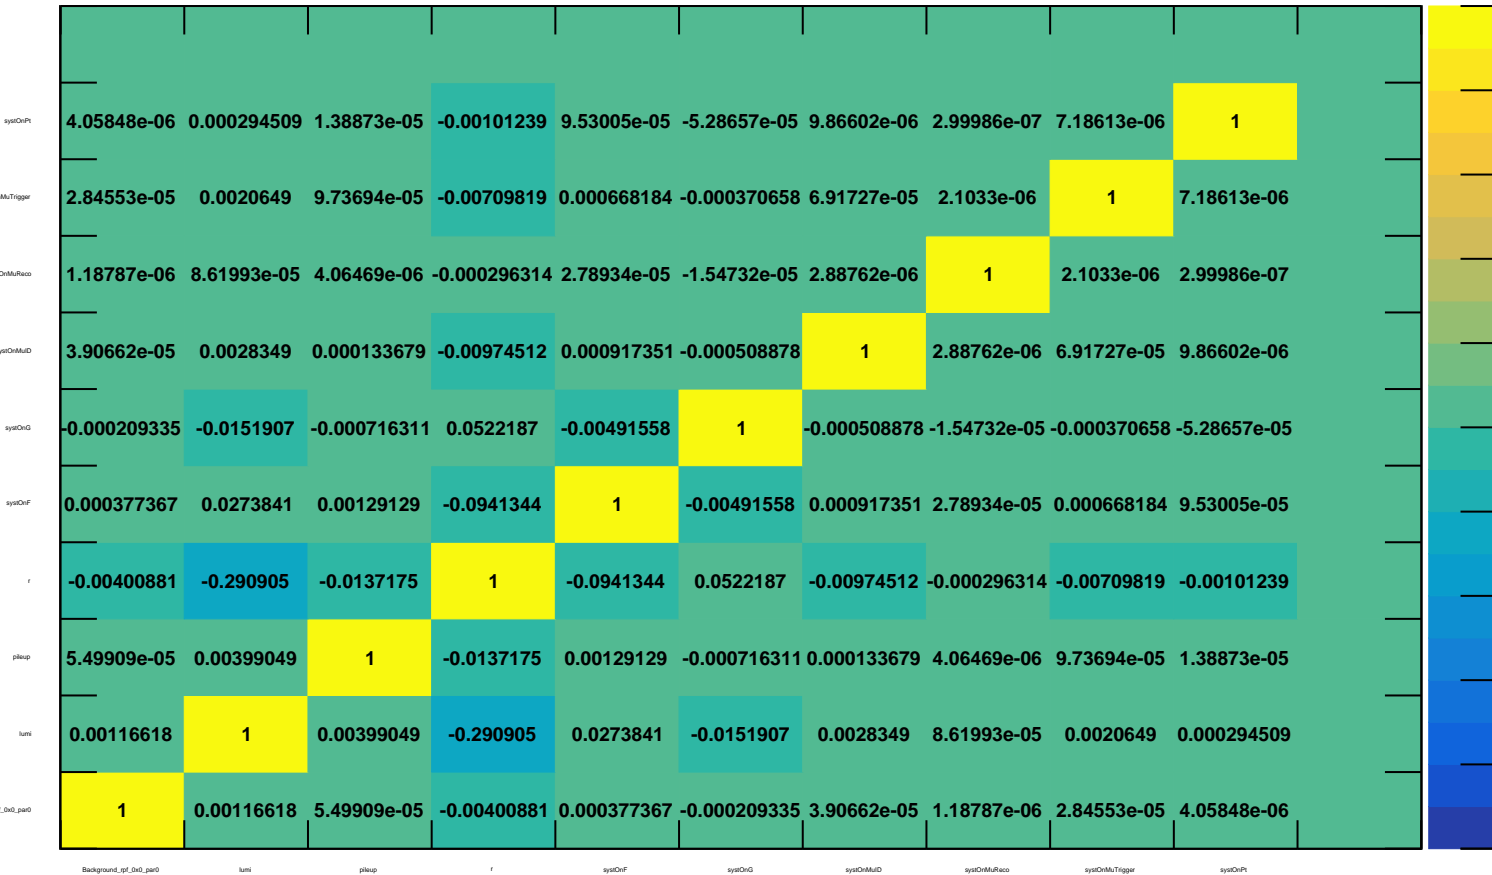 systOnPt 4.05848e-06 0.000294509 1.38873e-05 -0.00101239 9.53005e-05 -5.28657e-05 9.86602e-06 2.99986e-07 7.18613e-06 1
MuTrigger 2.84553e-05 0.0020649 9.73694e-05 -0.00709819 0.000668184 -0.000370658 6.91727e-05 2.1033e-06 1 7.18613e-06
OnMuReco 1.18787e-06 8.61993e-05 4.06469e-06 -0.000296314 2.78934e-05 -1.54732e-05 2.88762e-06 1 2.1033e-06 2.99986e-07
ystOnMuID 3.90662e-05 0.0028349 0.000133679 -0.00974512 0.000917351 -0.000508878 1 2.88762e-06 6.91727e-05 9.86602e-06
systOnG -0.000209335 -0.0151907 -0.000716311 0.0522187 -0.00491558 1 -0.000508878 -1.54732e-05 -0.000370658 -5.28657e-05
systOnF 0.000377367 0.0273841 0.00129129 -0.0941344 1 -0.00491558 0.000917351 2.78934e-05 0.000668184 9.53005e-05
r -0.00400881 -0.290905 -0.0137175 1 -0.0941344 0.0522187 -0.00974512 -0.000296314 -0.00709819 -0.00101239
pileup 5.49909e-05 0.00399049 1 -0.0137175 0.00129129 -0.000716311 0.000133679 4.06469e-06 9.73694e-05 1.38873e-05
lumi 0.00116618 1 0.00399049 -0.290905 0.0273841 -0.0151907 0.0028349 8.61993e-05 0.0020649 0.000294509
f_0x0_par0 1 0.00116618 5.49909e-05 -0.00400881 0.000377367 -0.000209335 3.90662e-05 1.18787e-06 2.84553e-05 4.05848e-06
Background_rpf_0x0_par0 lumi pileup r systOnF systOnG systOnMuID systOnMuReco systOnMuTrigger systOnPt